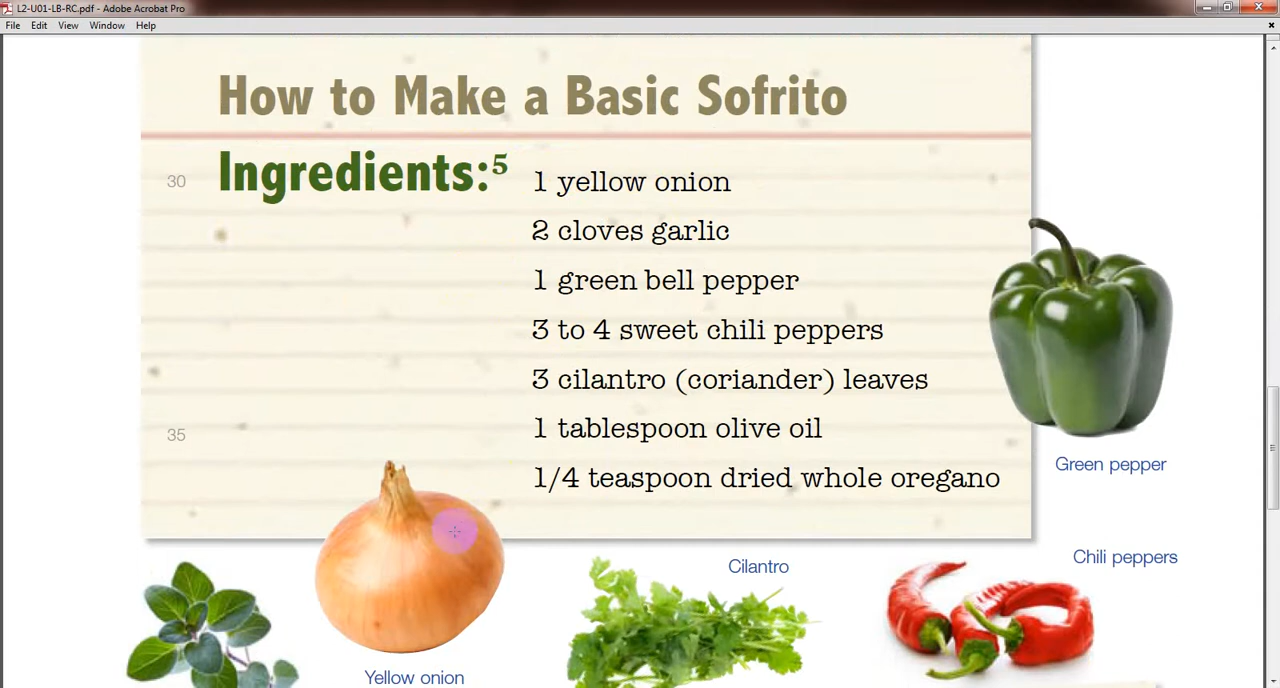 L2-U01-LB-RC.pdf - Adobe Acrobat Pro
File Edit View Window Help
How to Make a Basic Sofrito
30 Ingredients:⁵ 1 yellow onion
2 cloves garlic
1 green bell pepper
3 to 4 sweet chili peppers
3 cilantro (coriander) leaves
35 1 tablespoon olive oil
1/4 teaspoon dried whole oregano
Green pepper
Chili peppers
Cilantro
Yellow onion